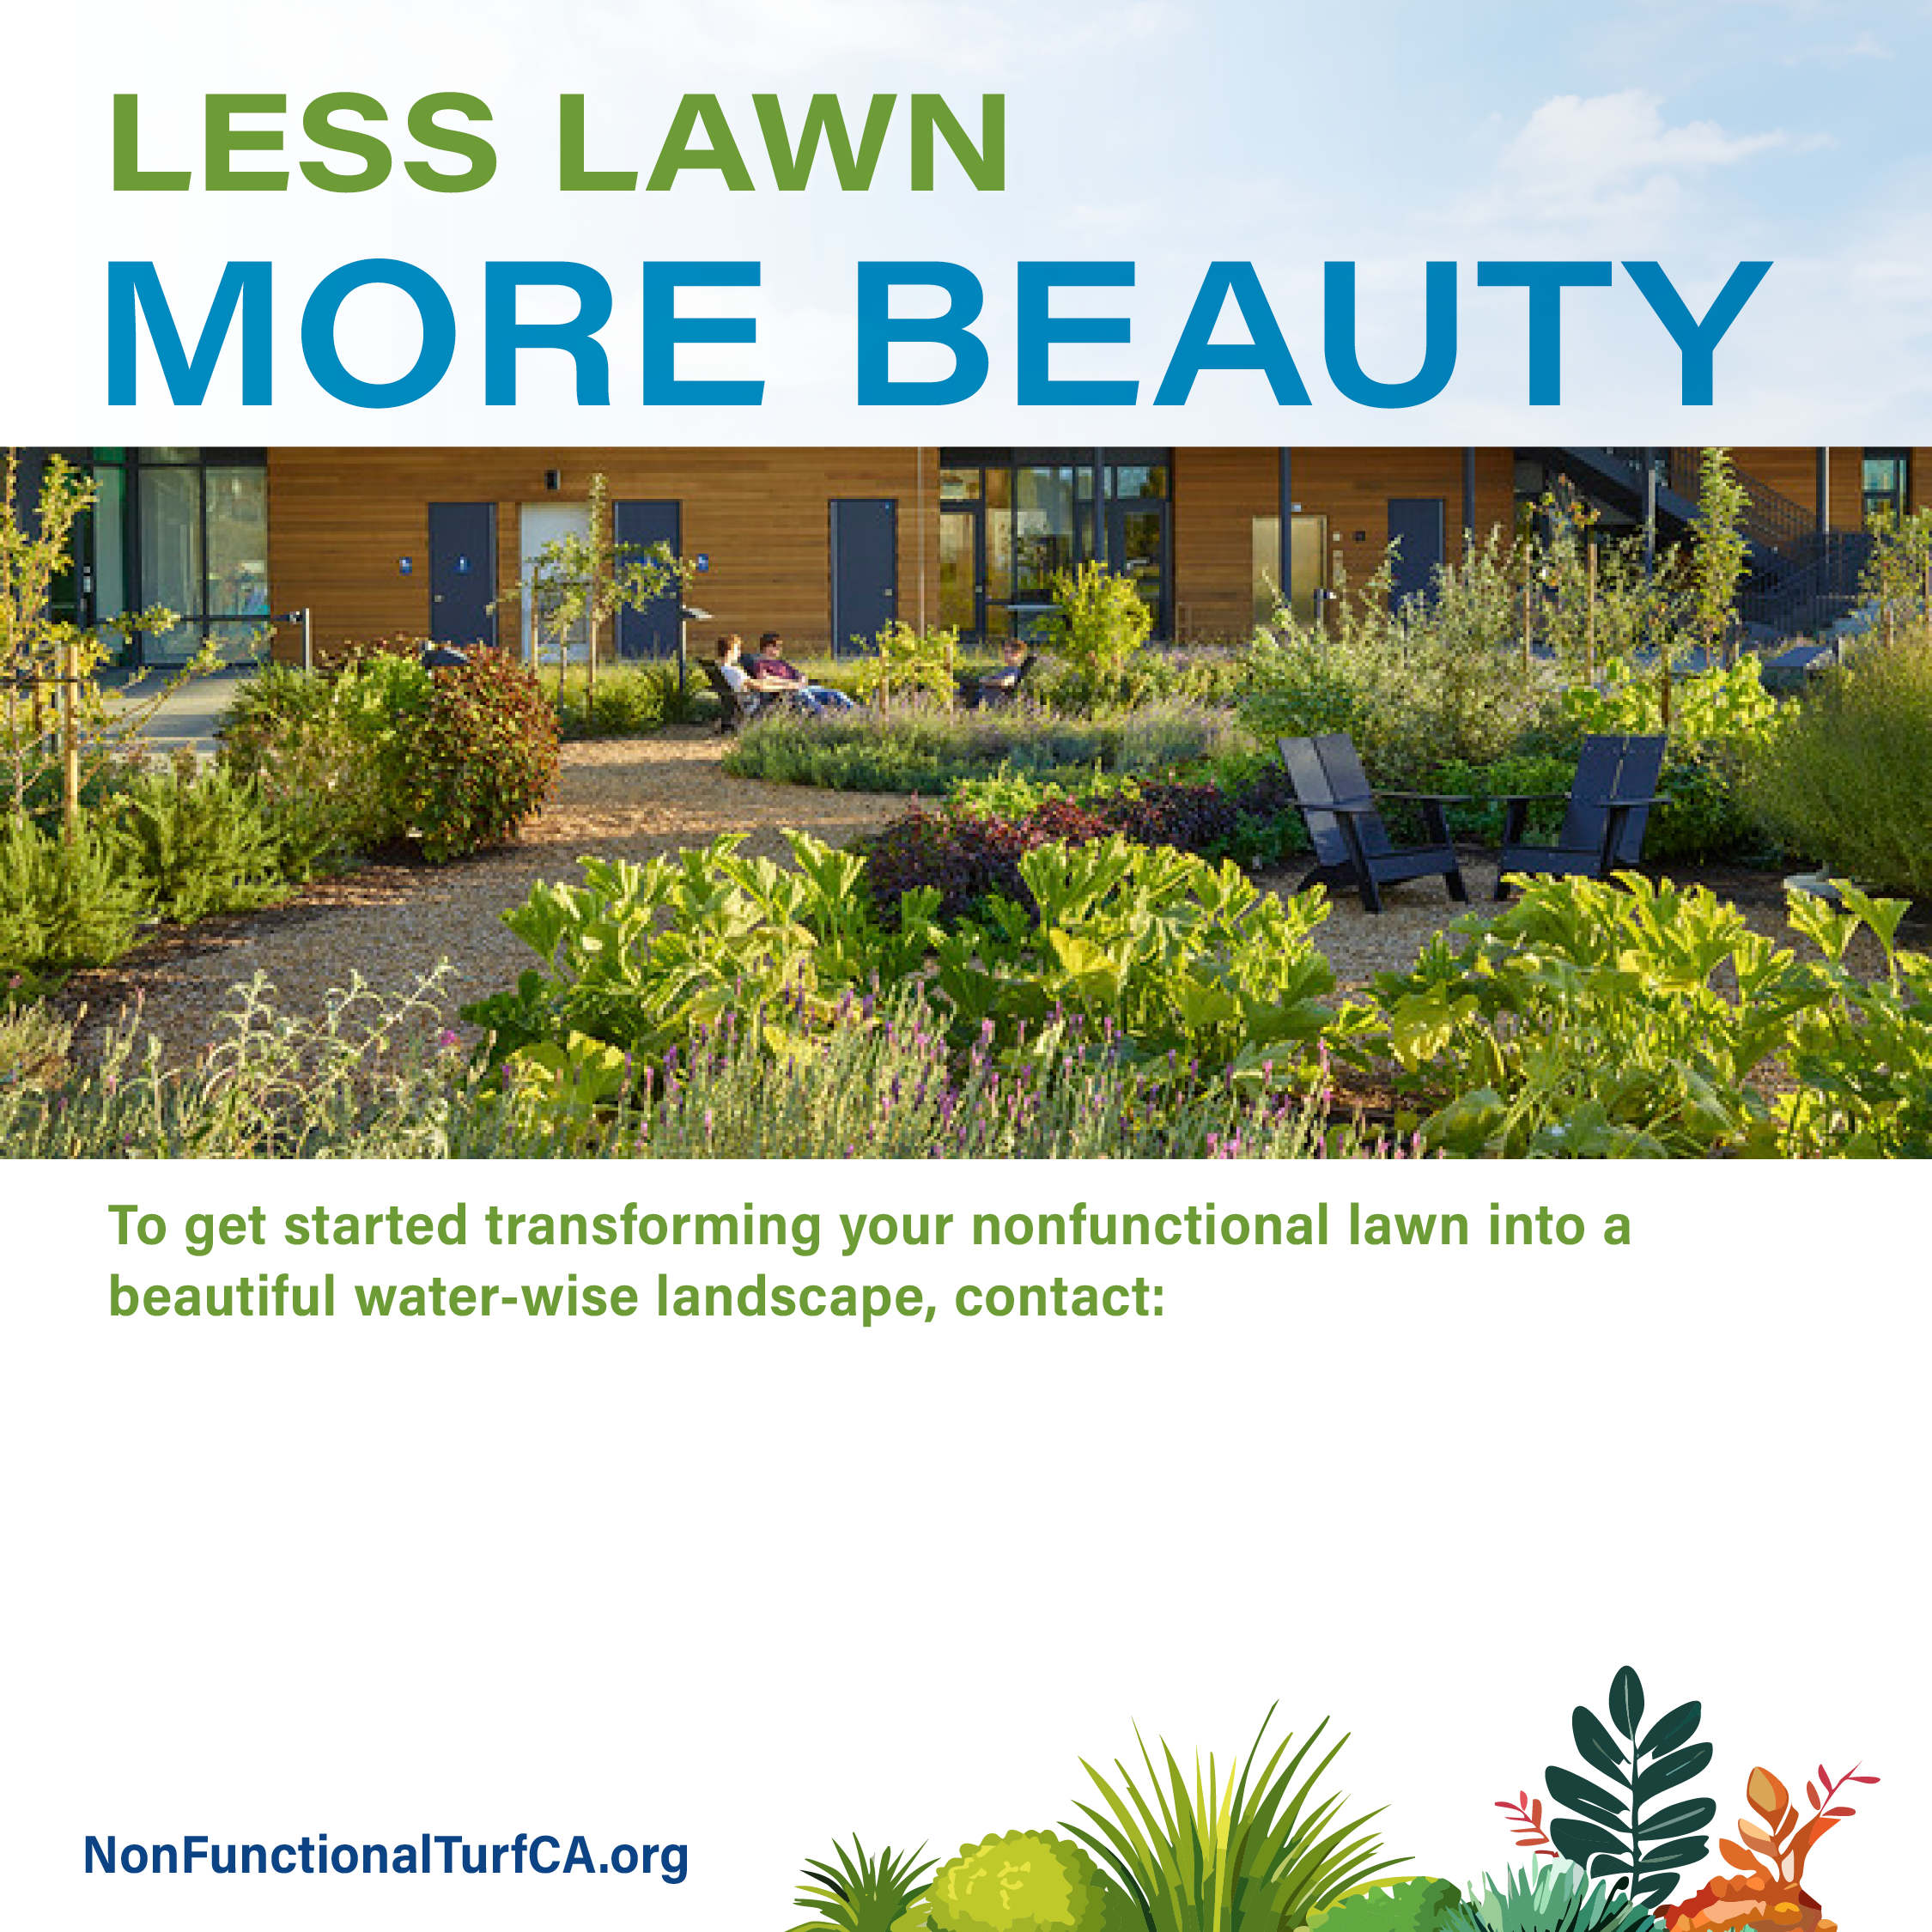 LESS LAWN
MORE BEAUTY
To get started transforming your nonfunctional lawn into a
beautiful water-wise landscape, contact:
NonFunctionalTurfCA.org